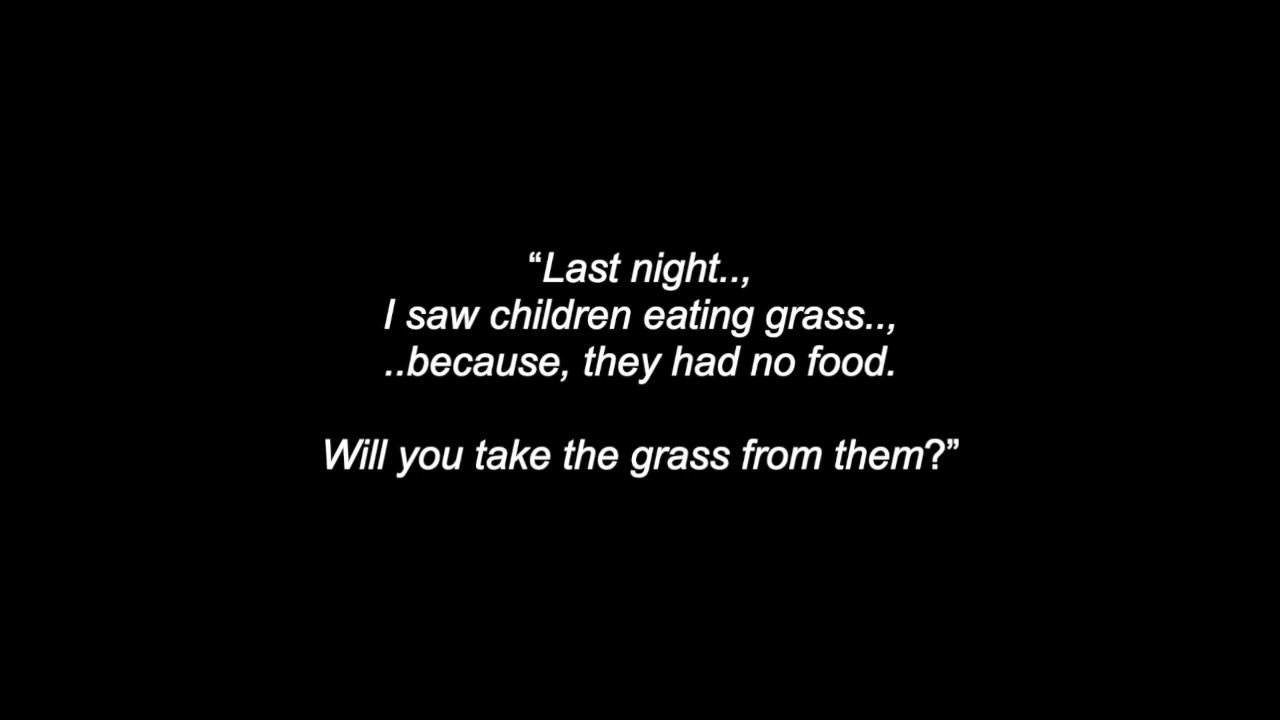 “Last night..,
I saw children eating grass..,
..because, they had no food.
Will you take the grass from them?”